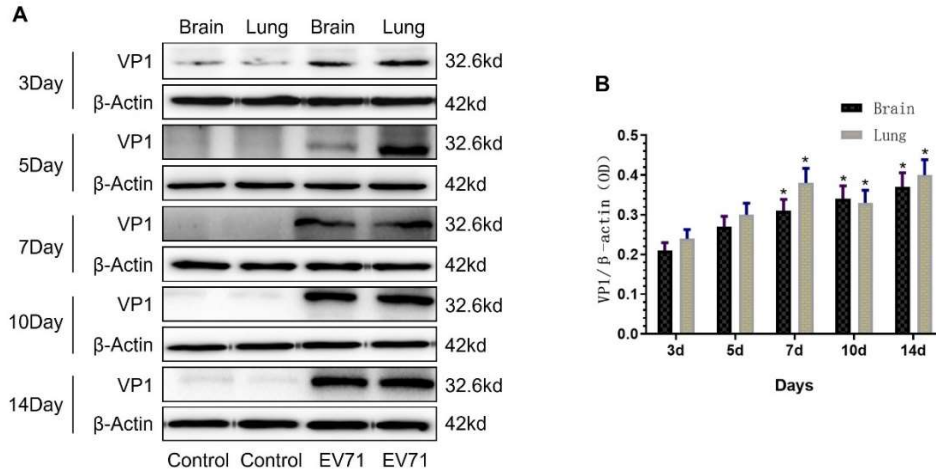 A
Brain Lung Brain Lung
3Day
VP1 32.6kd
β-Actin 42kd
5Day
VP1 32.6kd
β-Actin 42kd
7Day
VP1 32.6kd
β-Actin 42kd
10Day
VP1 32.6kd
β-Actin 42kd
14Day
VP1 32.6kd
β-Actin 42kd
Control Control EV71 EV71
B
Brain
Lung
VP1/β-actin (OD)
0.5
0.4
0.3
0.2
0.1
0.0
* * * * * *
3d 5d 7d 10d 14d
Days